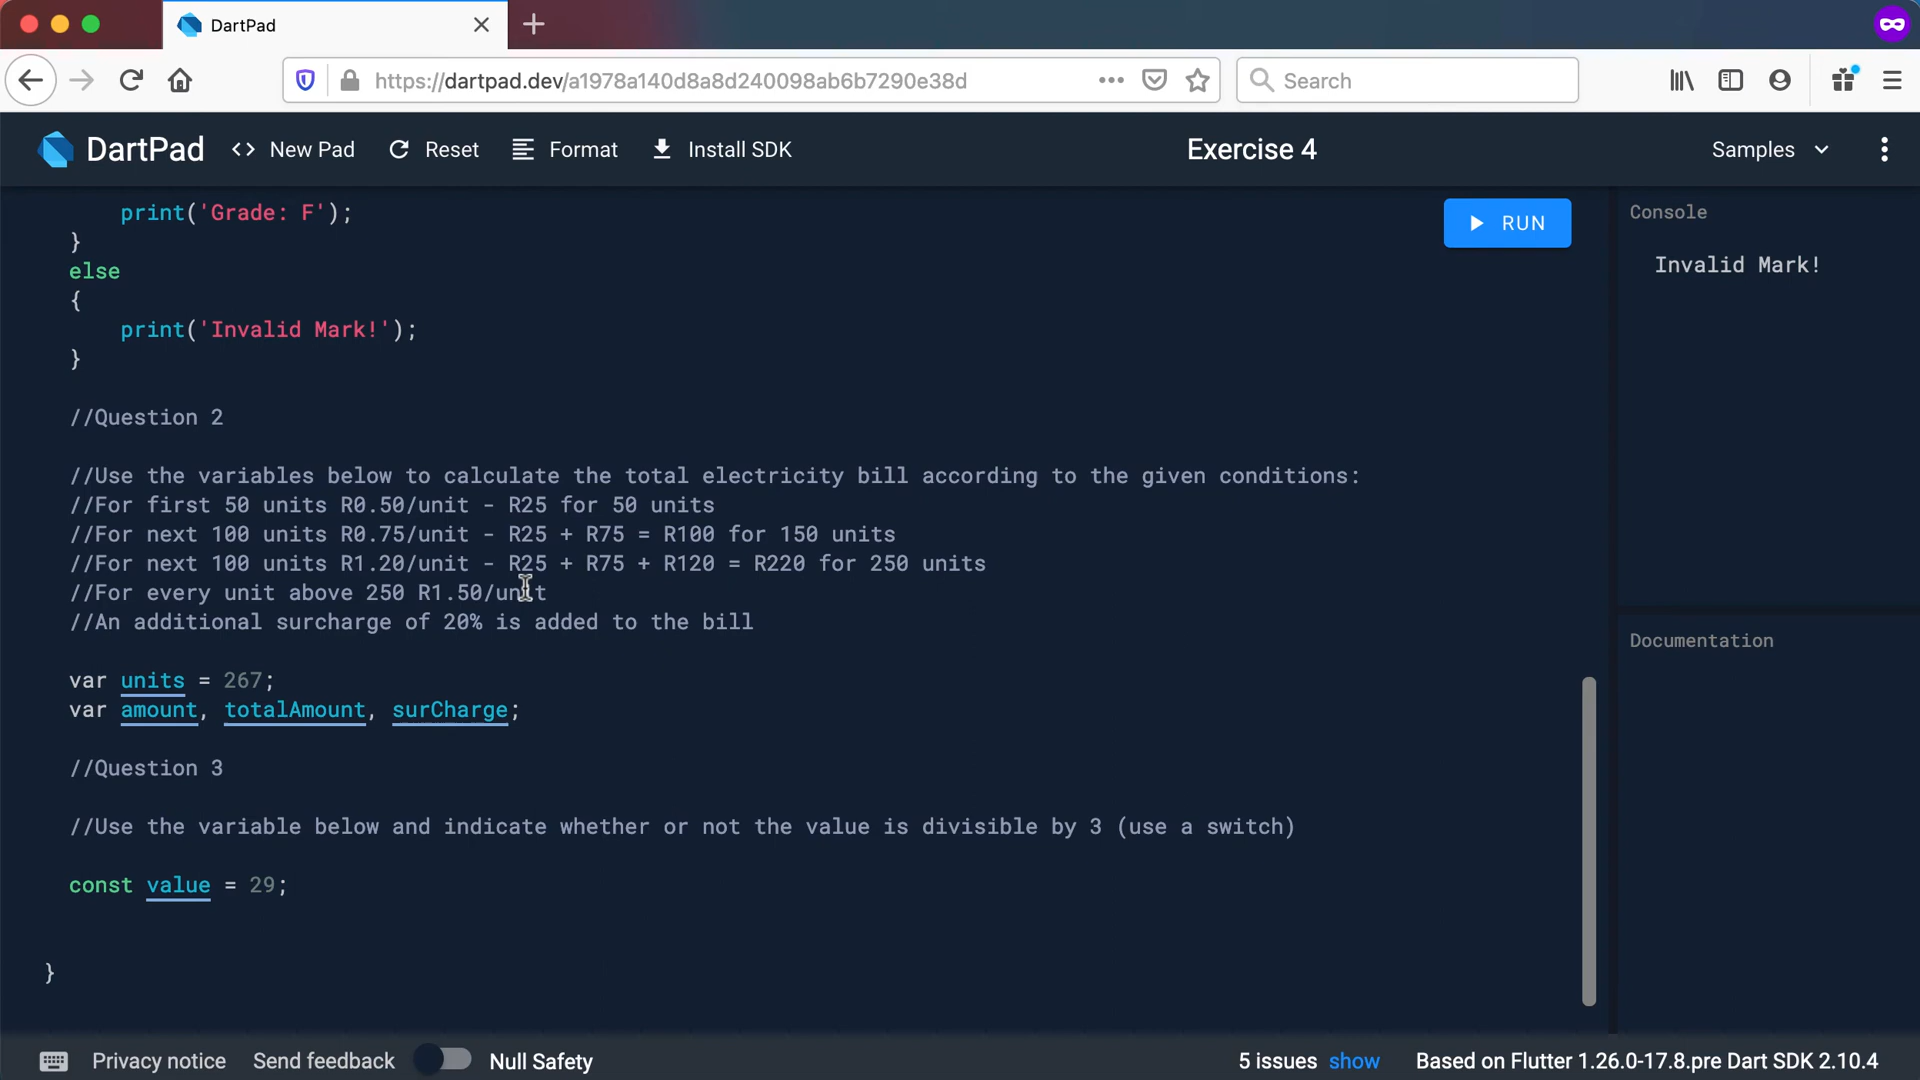 DartPad
https://dartpad.dev/a1978a140d8a8d240098ab6b7290e38d
Search
DartPad
<> New Pad
Reset
Format
Install SDK
Exercise 4
Samples
print('Grade: F');
}
else
{
print('Invalid Mark!');
}
//Question 2
//Use the variables below to calculate the total electricity bill according to the given conditions:
//For first 50 units R0.50/unit - R25 for 50 units
//For next 100 units R0.75/unit - R25 + R75 = R100 for 150 units
//For next 100 units R1.20/unit - R25 + R75 + R120 = R220 for 250 units
//For every unit above 250 R1.50/unit
//An additional surcharge of 20% is added to the bill
var units = 267;
var amount, totalAmount, surCharge;
//Question 3
//Use the variable below and indicate whether or not the value is divisible by 3 (use a switch)
const value = 29;
}
RUN
Console
Invalid Mark!
Documentation
Privacy notice
Send feedback
Null Safety
5 issues show
Based on Flutter 1.26.0-17.8.pre Dart SDK 2.10.4